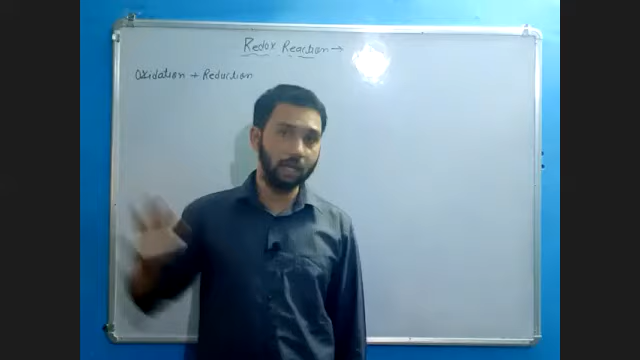 Redox Reaction →
Oxidation + Reduction